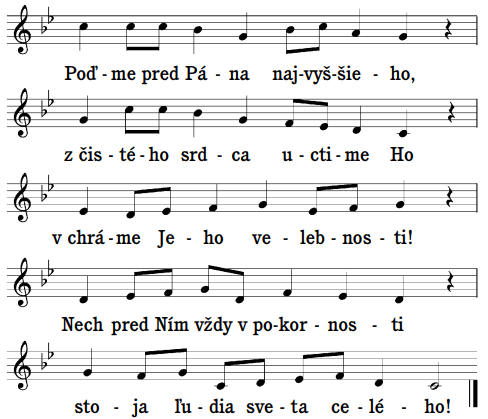 Poď - me pred Pá - na naj-vyš-šie - ho,
z čis - té-ho srd - ca u - cti - me Ho
v chrá - me Je - ho ve - leb - nos - ti!
Nech pred Ním vždy v po-kor - nos - ti
sto - ja ľu - dia sve - ta ce - lé - ho!